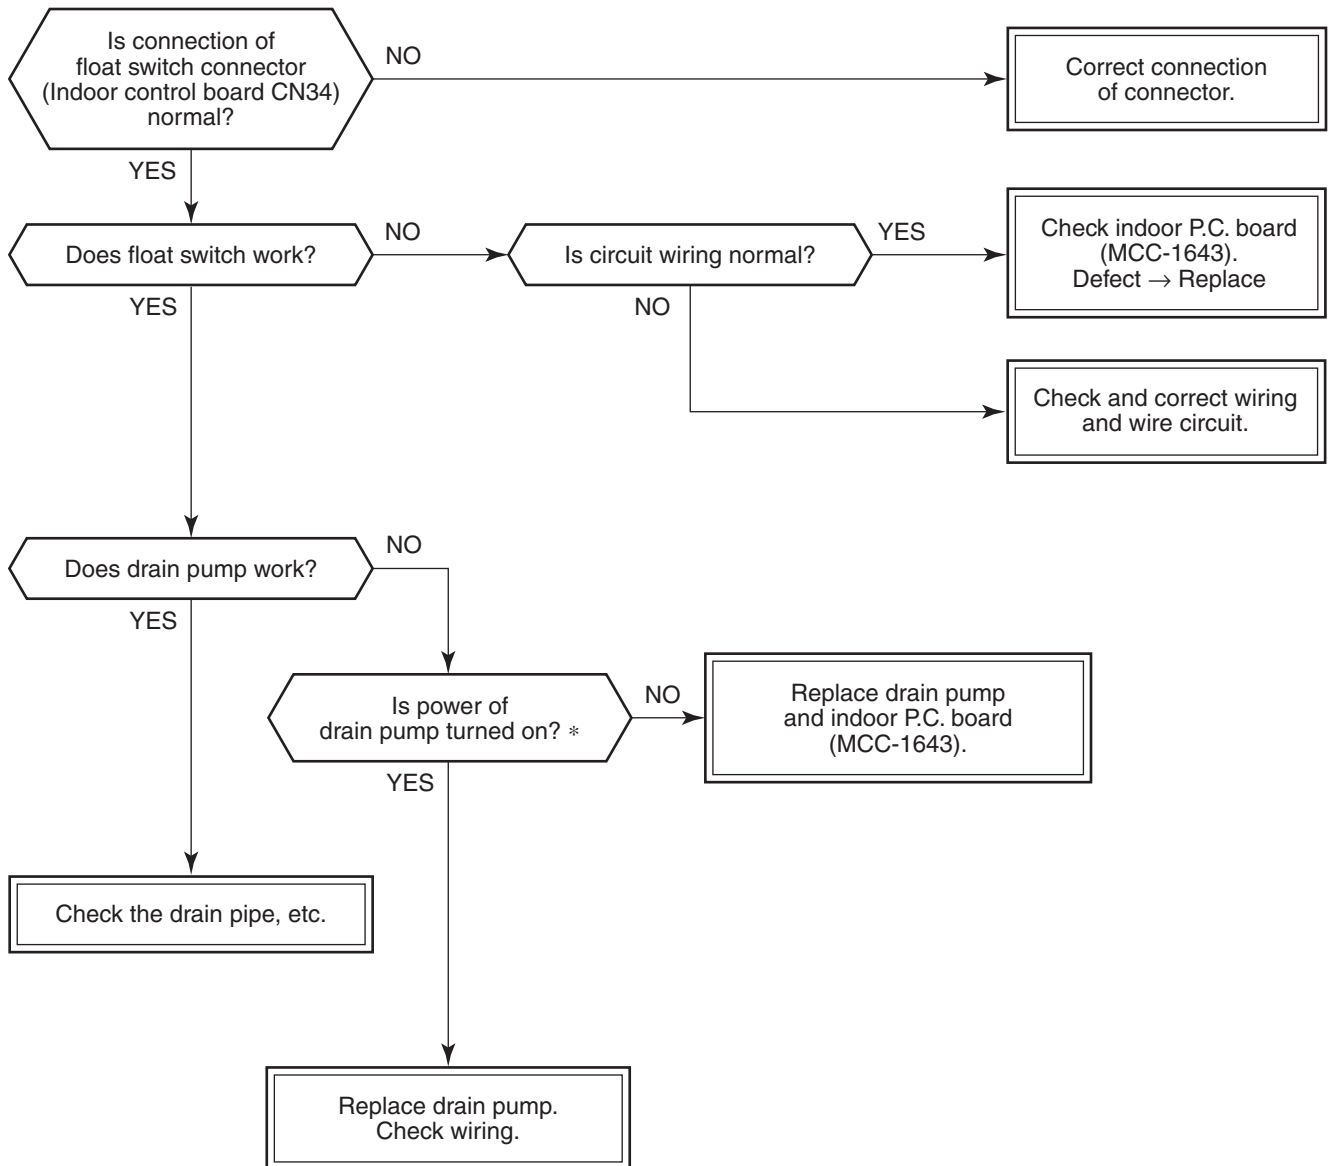 Is connection of
float switch connector
(Indoor control board CN34)
normal?
NO
Correct connection
of connector.
YES
Does float switch work?
NO
Is circuit wiring normal?
YES
Check indoor P.C. board
(MCC-1643).
Defect → Replace
YES
NO
Check and correct wiring
and wire circuit.
Does drain pump work?
NO
YES
Is power of
drain pump turned on? *
NO
Replace drain pump
and indoor P.C. board
(MCC-1643).
YES
Check the drain pipe, etc.
Replace drain pump.
Check wiring.